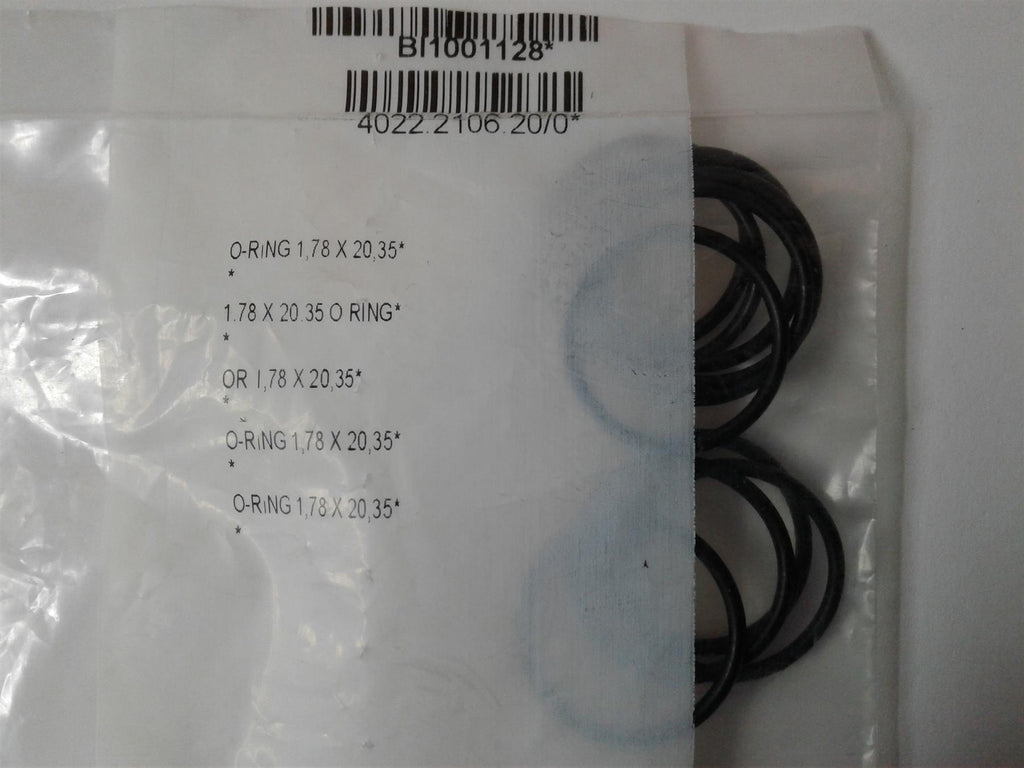 BI1001128*
4022.2106.20/0*
O-RING 1,78 X 20,35*
*
1.78 X 20.35 O RING*
*
OR 1,78 X 20,35*
*
O-RING 1,78 X 20,35*
*
O-RING 1,78 X 20,35*
*